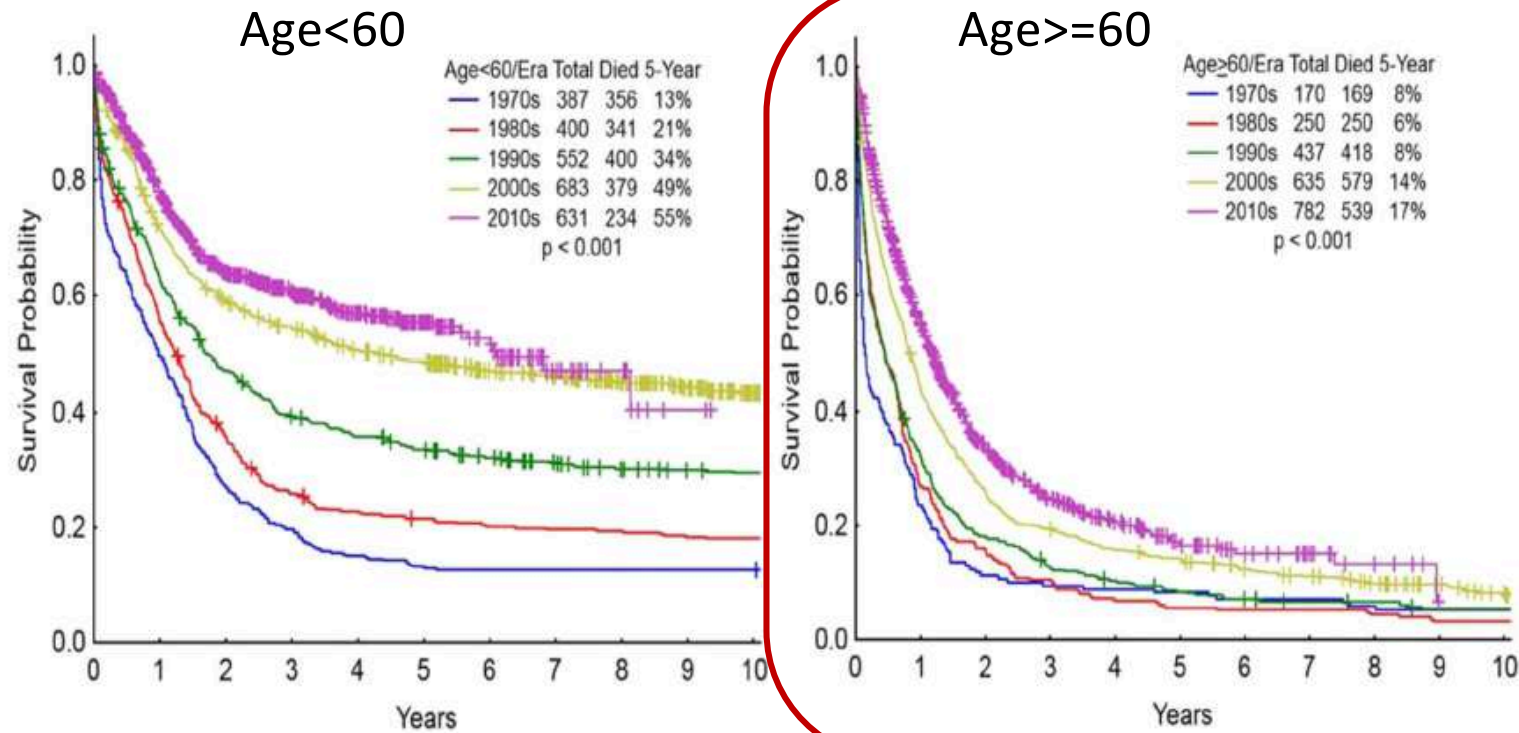 Age<60
Age<60/Era Total Died 5-Year
1970s 387 356 13%
1980s 400 341 21%
1990s 552 400 34%
2000s 683 379 49%
2010s 631 234 55%
p < 0.001
Survival Probability
1.0
0.8
0.6
0.4
0.2
0.0
0 1 2 3 4 5 6 7 8 9 10
Years
Age>=60
Age≥60/Era Total Died 5-Year
1970s 170 169 8%
1980s 250 250 6%
1990s 437 418 8%
2000s 635 579 14%
2010s 782 539 17%
p < 0.001
Survival Probability
1.0
0.8
0.6
0.4
0.2
0.0
0 1 2 3 4 5 6 7 8 9 10
Years